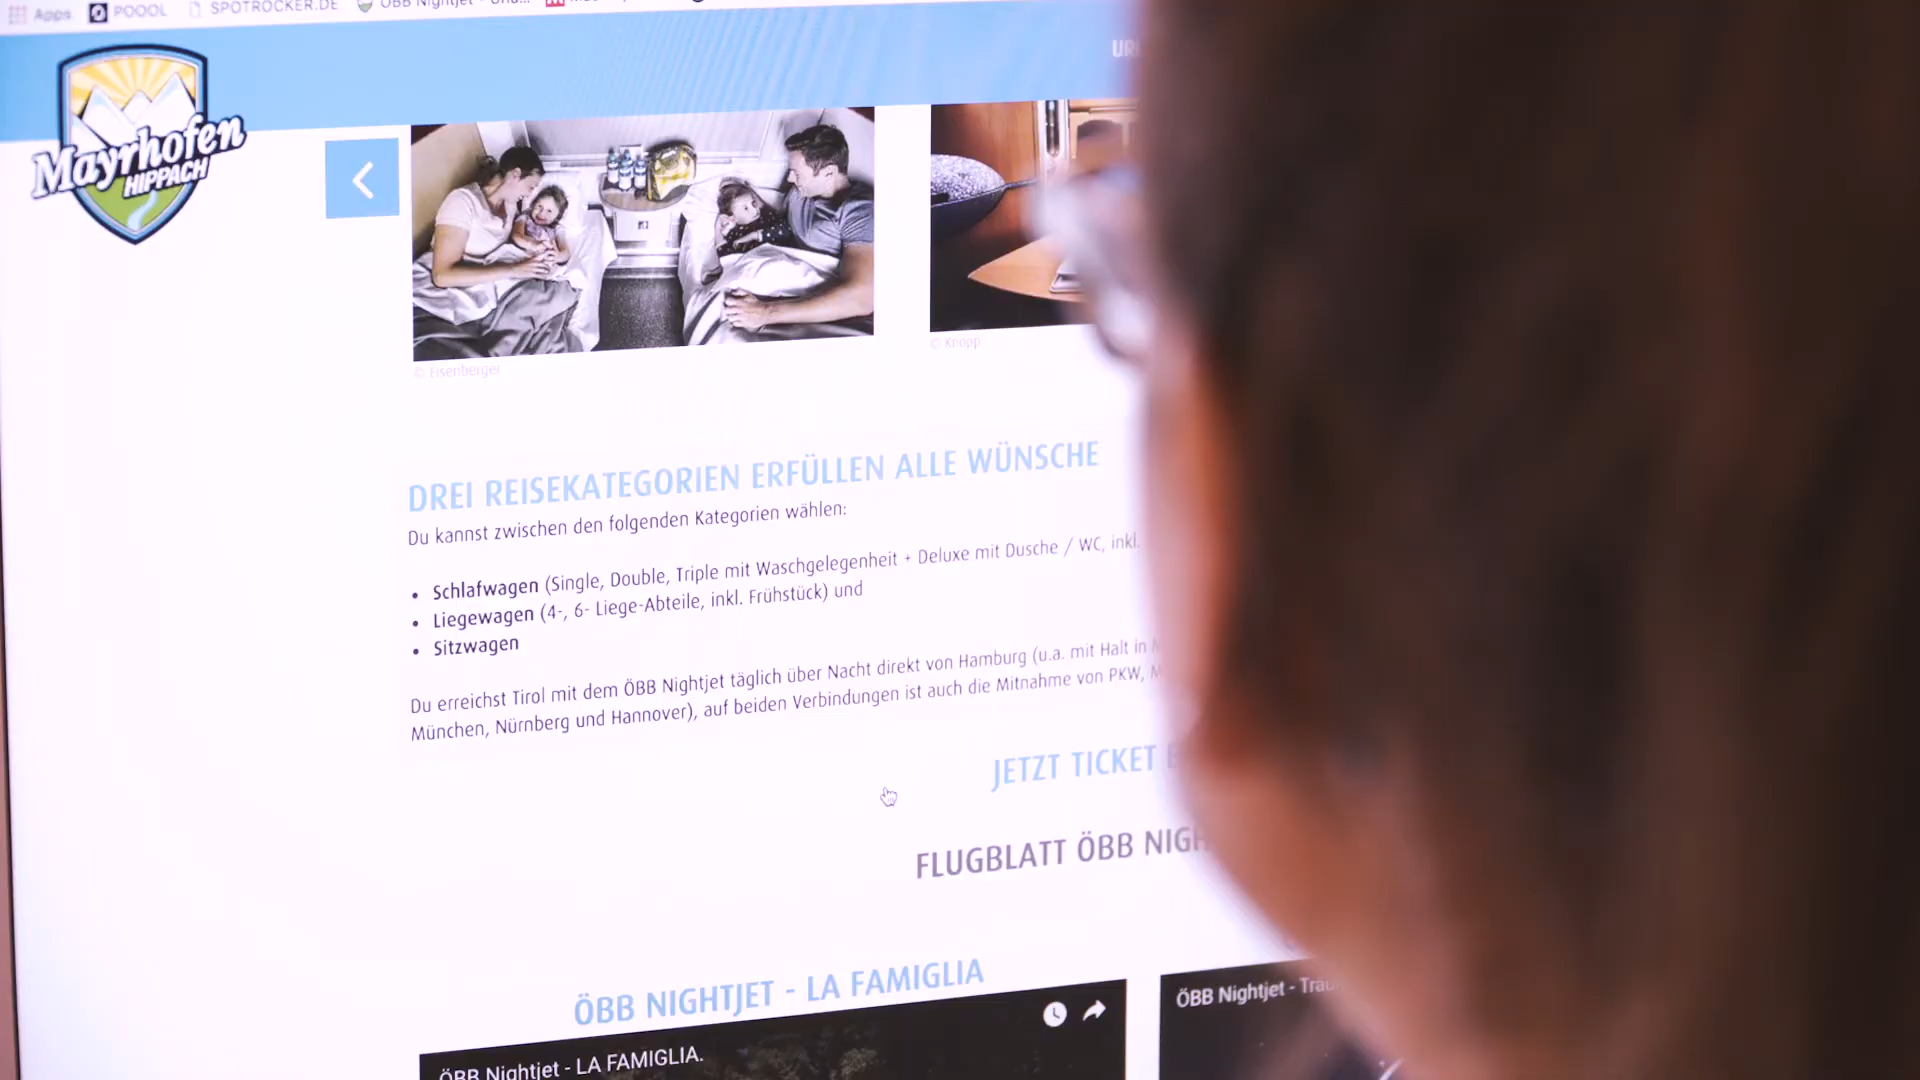 Apps POOOL SPOTROCKER.DE ÖBB Nightjet
Mayrhofen
HIPPACH
© Eisenberger
© Knopp
DREI REISEKATEGORIEN ERFÜLLEN ALLE WÜNSCHE
Du kannst zwischen den folgenden Kategorien wählen:
• Schlafwagen (Single, Double, Triple mit Waschgelegenheit + Deluxe mit Dusche / WC, inkl.
• Liegewagen (4-, 6- Liege-Abteile, inkl. Frühstück) und
• Sitzwagen
Du erreichst Tirol mit dem ÖBB Nightjet täglich über Nacht direkt von Hamburg (u.a. mit Halt in
München, Nürnberg und Hannover), auf beiden Verbindungen ist auch die Mitnahme von PKW,
JETZT TICKET
FLUGBLATT ÖBB
ÖBB NIGHTJET - LA FAMIGLIA
ÖBB Nightjet - LA FAMIGLIA.
ÖBB Nightjet -